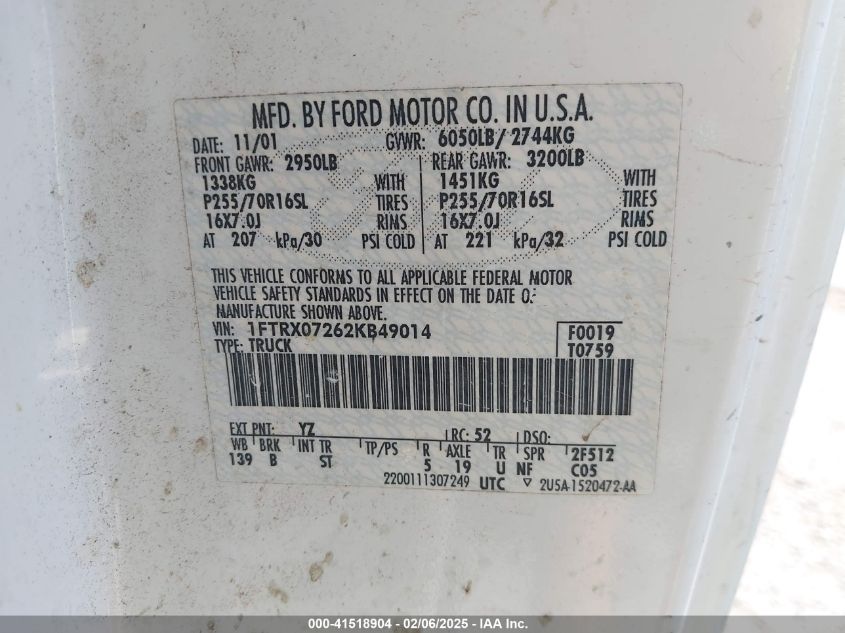 MFD. BY FORD MOTOR CO. IN U.S.A.
DATE: 11/01 GVWR: 6050LB/ 2744KG
FRONT GAWR: 2950LB REAR GAWR: 3200LB
1338KG WITH 1451KG WITH
P255/70R16SL TIRES P255/70R16SL TIRES
16X7.0J RIMS 16X7.0J RIMS
AT 207 kPa/30 PSI COLD AT 221 kPa/32 PSI COLD
THIS VEHICLE CONFORMS TO ALL APPLICABLE FEDERAL MOTOR
VEHICLE SAFETY STANDARDS IN EFFECT ON THE DATE OF
MANUFACTURE SHOWN ABOVE.
VIN: 1FTRX07262KB49014 F0019
TYPE: TRUCK T0759
EXT PNT: YZ RC: 52 DSO:
WB BRK INT TR TP/PS R AXLE TR SPR 2F512
139 B ST 5 19 U NF C05
2200111307249 UTC ▽ 2U5A-1520472-AA
000-41518904 - 02/06/2025 - IAA Inc.